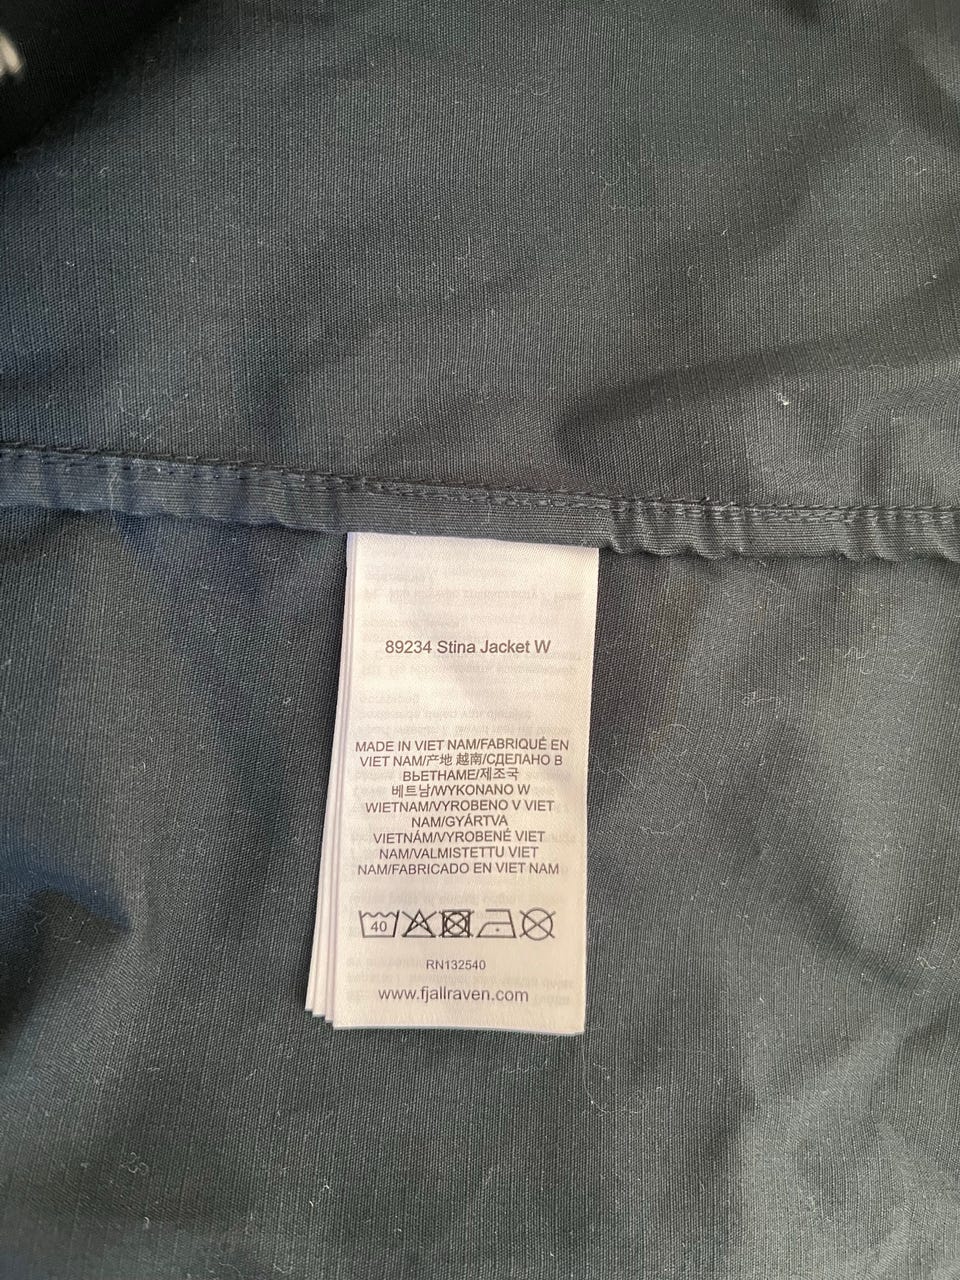 89234 Stina Jacket W
MADE IN VIET NAM/FABRIQUÉ EN
VIET NAM/产地 越南/СДЕЛАНО В
ВЬЕТНАМЕ/제조국
베트남/WYKONANO W
WIETNAM/VYROBENO V VIET
NAM/GYÁRTVA
VIETNÁM/VYROBENÉ VIET
NAM/VALMISTETTU VIET
NAM/FABRICADO EN VIET NAM
40
RN132540
www.fjallraven.com